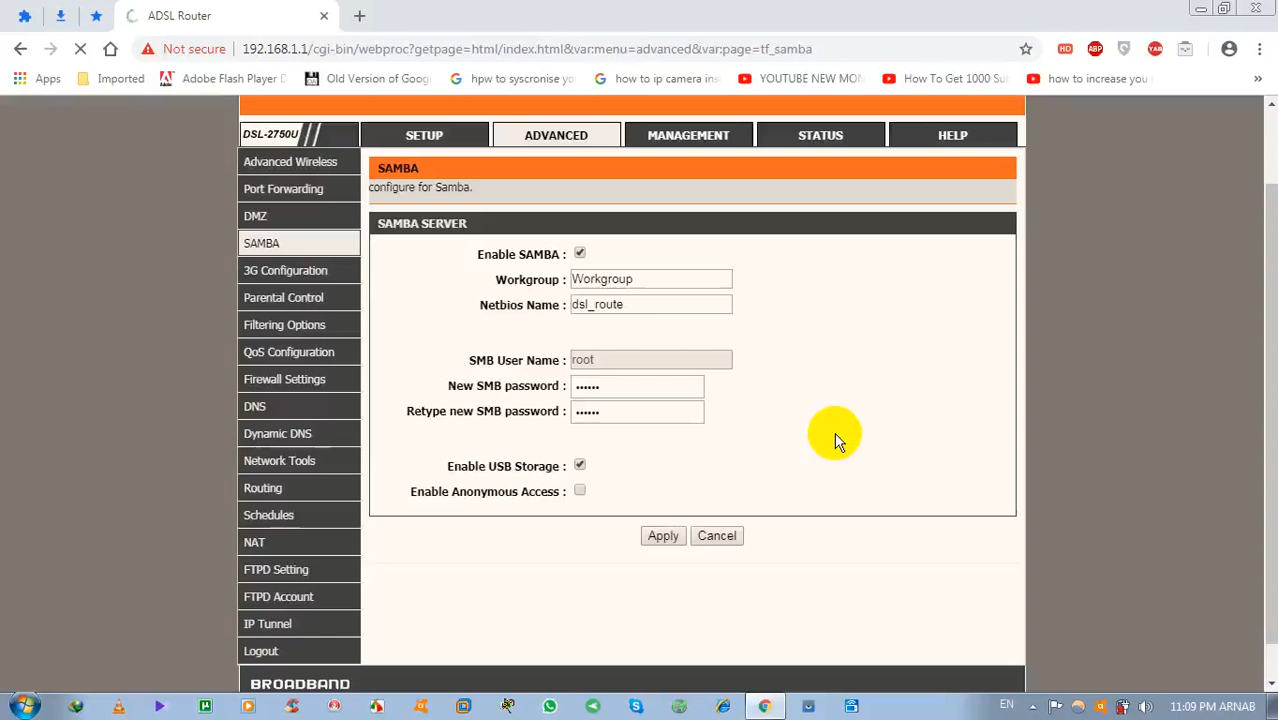 ADSL Router
Not secure 192.168.1.1/cgi-bin/webproc?getpage=html/index.html&var:menu=advanced&var:page=tf_samba
HD ABP YAB
Apps Imported Adobe Flash Player D Old Version of Goog hpw to syscronise yo how to ip camera ins YOUTUBE NEW MON How To Get 1000 Su how to increase you »
DSL-2750U SETUP ADVANCED MANAGEMENT STATUS HELP
Advanced Wireless
Port Forwarding
DMZ
SAMBA
3G Configuration
Parental Control
Filtering Options
QoS Configuration
Firewall Settings
DNS
Dynamic DNS
Network Tools
Routing
Schedules
NAT
FTPD Setting
FTPD Account
IP Tunnel
Logout
SAMBA
configure for Samba.
SAMBA SERVER
Enable SAMBA :
Workgroup : Workgroup
Netbios Name : dsl_route
SMB User Name : root
New SMB password : ••••••
Retype new SMB password : ••••••
Enable USB Storage :
Enable Anonymous Access :
Apply Cancel
BROADBAND
EN 11:09 PM ARNAB